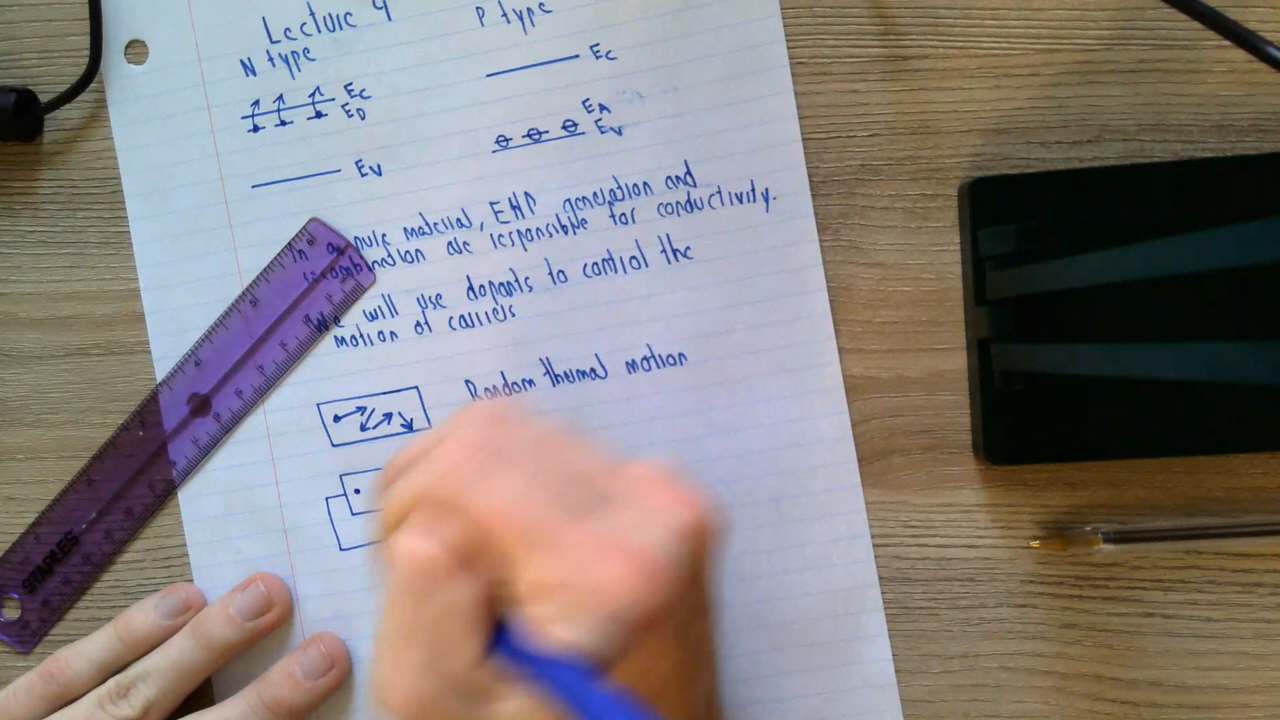 Lecture 4
N type
P type
EC
ED
EV
EC
EA
EV
pure material, EHP generation and
recombination are responsible for conductivity.
We will use dopants to control the
motion of carriers
Random thermal motion
STAPLES